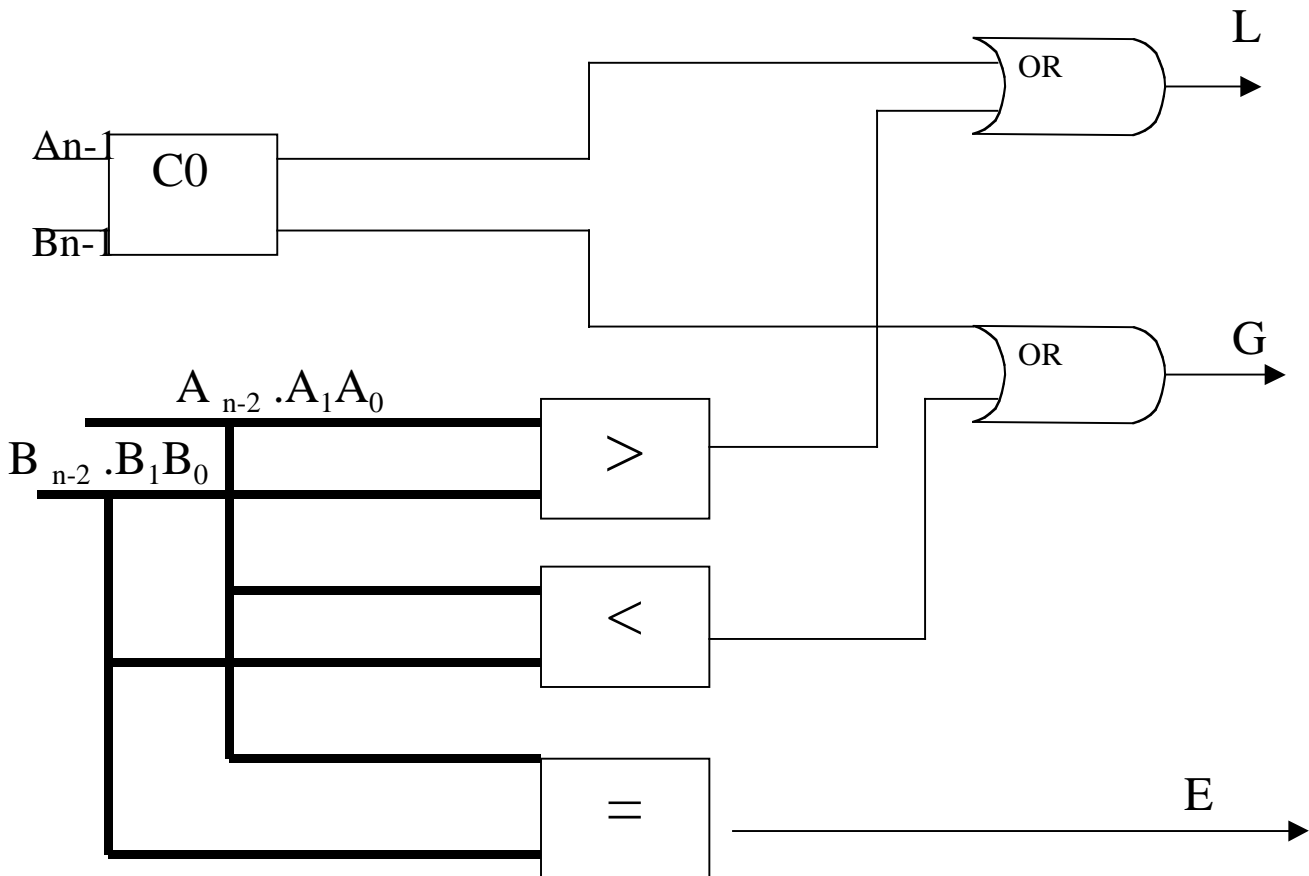 L
OR
An-1
C0
Bn-1
OR
G
A n-2 .A1A0
B n-2 .B1B0
>
<
=
E